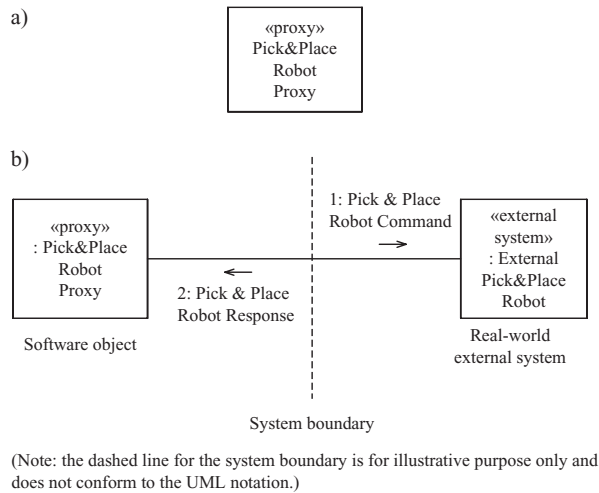 a)
«proxy»
Pick&Place
Robot
Proxy
b)
«proxy»
: Pick&Place
Robot
Proxy
Software object
1: Pick & Place
Robot Command
2: Pick & Place
Robot Response
«external
system»
: External
Pick&Place
Robot
Real-world
external system
System boundary
(Note: the dashed line for the system boundary is for illustrative purpose only and
does not conform to the UML notation.)